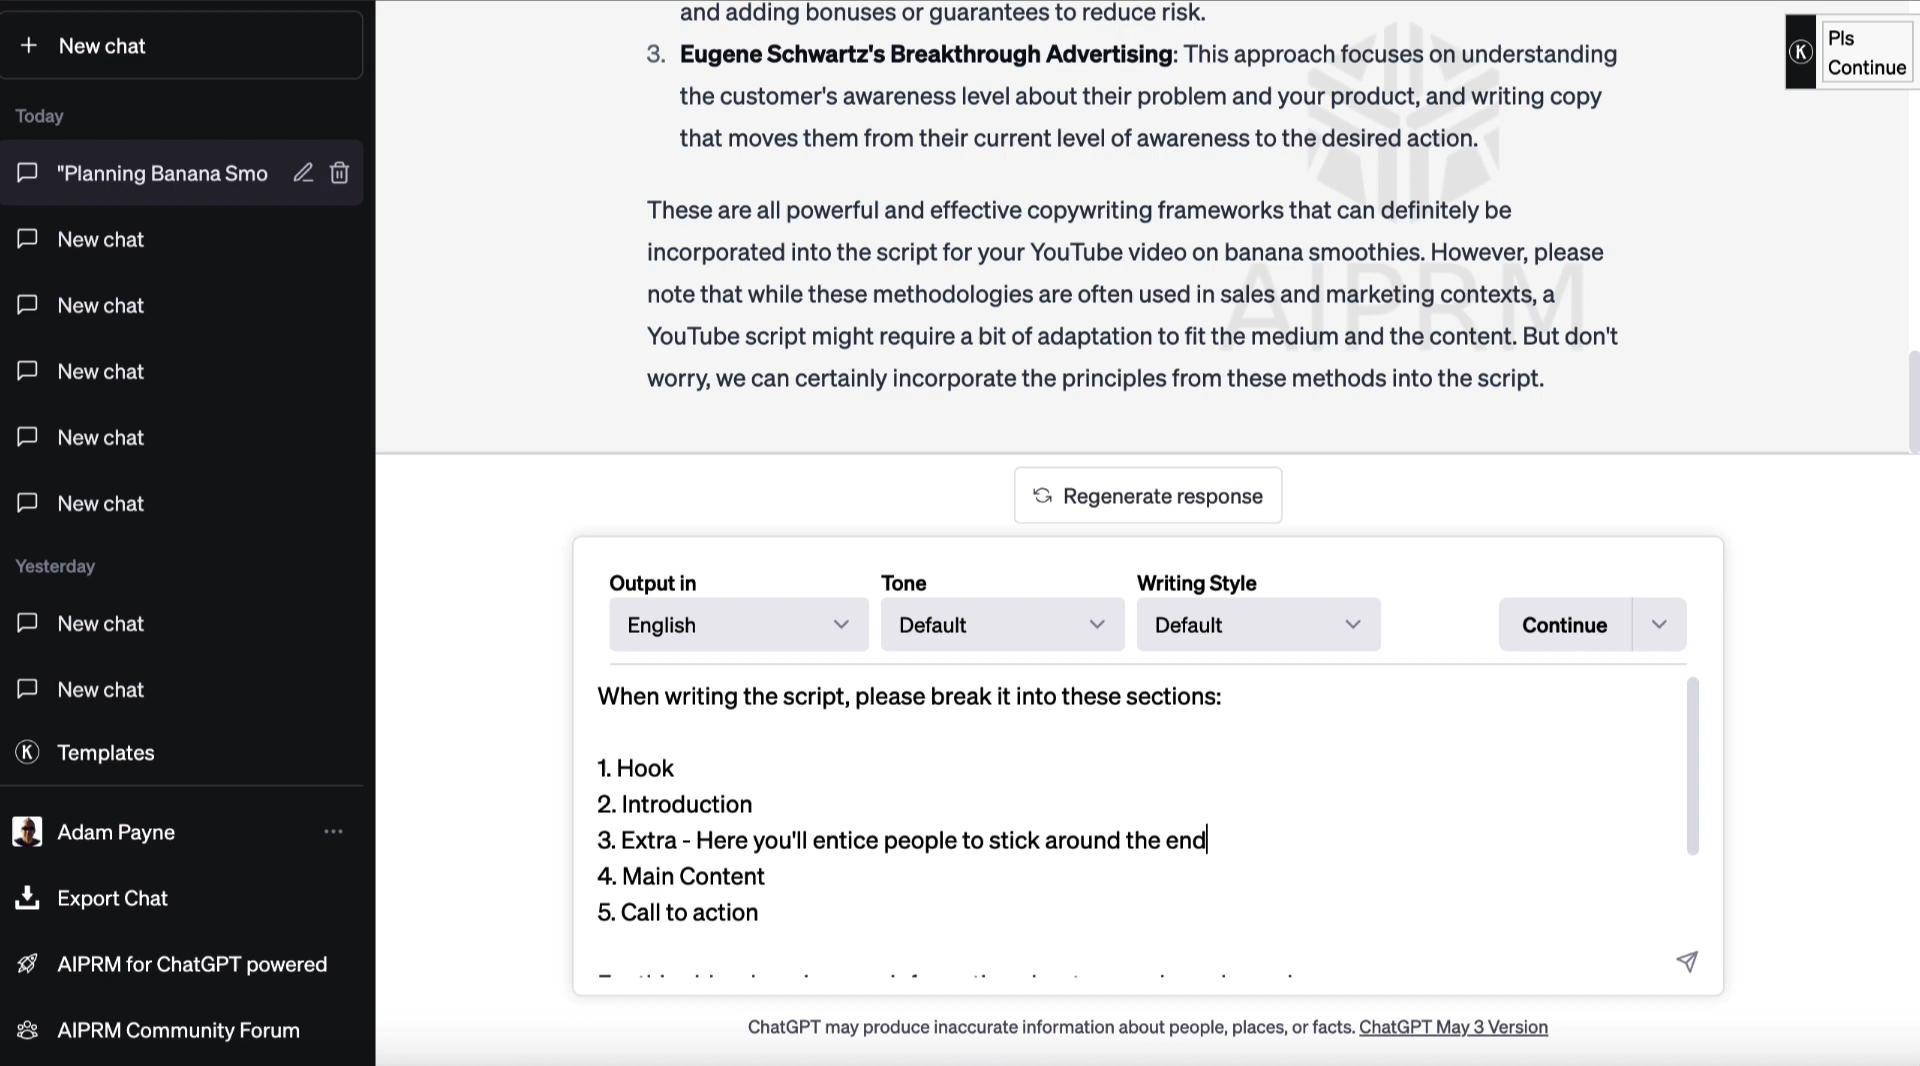 New chat
Today
"Planning Banana Smo
New chat
New chat
New chat
New chat
New chat
Yesterday
New chat
New chat
K Templates
Adam Payne
Export Chat
AIPRM for ChatGPT powered
AIPRM Community Forum
and adding bonuses or guarantees to reduce risk.
3. Eugene Schwartz's Breakthrough Advertising: This approach focuses on understanding
the customer's awareness level about their problem and your product, and writing copy
that moves them from their current level of awareness to the desired action.
These are all powerful and effective copywriting frameworks that can definitely be
incorporated into the script for your YouTube video on banana smoothies. However, please
note that while these methodologies are often used in sales and marketing contexts, a
YouTube script might require a bit of adaptation to fit the medium and the content. But don't
worry, we can certainly incorporate the principles from these methods into the script.
AIPRM
K
Pls
Continue
Regenerate response
Output in
Tone
Writing Style
English
Default
Default
Continue
When writing the script, please break it into these sections:
1. Hook
2. Introduction
3. Extra - Here you'll entice people to stick around the end
4. Main Content
5. Call to action
ChatGPT may produce inaccurate information about people, places, or facts. ChatGPT May 3 Version